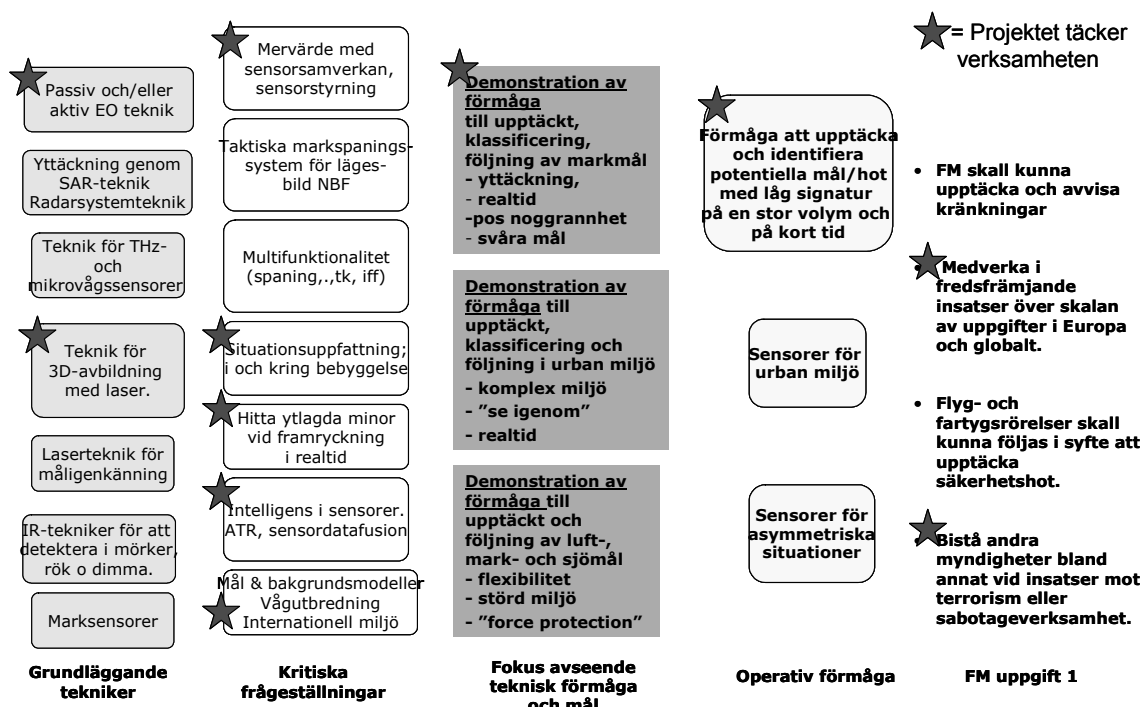 = Projektet täcker
verksamheten
Passiv och/eller
aktiv EO teknik
Yttäckning genom
SAR-teknik
Radarsystemteknik
Teknik för THz-
och
mikrovågssensorer
Teknik för
3D-avbildning
med laser.
Laserteknik för
måligenkänning
IR-tekniker för att
detektera i mörker,
rök o dimma.
Marksensorer
Grundläggande
tekniker
Mervärde med
sensorsamverkan,
sensorstyrning
Taktiska markspanings-
system för läges-
bild NBF
Multifunktionalitet
(spaning,.,tk, iff)
Situationsuppfattning;
i och kring bebyggelse
Hitta ytlagda minor
vid framryckning
i realtid
Intelligens i sensorer.
ATR, sensordatafusion
Mål & bakgrundsmodeller
Vågutbredning
Internationell miljö
Kritiska
frågeställningar
Demonstration av
förmåga
till upptäckt,
klassificering,
följning av markmål
- yttäckning,
- realtid
-pos noggrannhet
- svåra mål
Demonstration av
förmåga till
upptäckt,
klassificering och
följning i urban miljö
- komplex miljö
- ”se igenom”
- realtid
Demonstration av
förmåga till
upptäckt och
följning av luft-,
mark- och sjömål
- flexibilitet
- störd miljö
- ”force protection”
Fokus avseende
teknisk förmåga
och mål
Förmåga att upptäcka
och identifiera
potentiella mål/hot
med låg signatur
på en stor volym och
på kort tid
Sensorer för
urban miljö
Sensorer för
asymmetriska
situationer
Operativ förmåga
• FM skall kunna
upptäcka och avvisa
kränkningar
• Medverka i
fredsfrämjande
insatser över skalan
av uppgifter i Europa
och globalt.
• Flyg- och
fartygsrörelser skall
kunna följas i syfte att
upptäcka
säkerhetshot.
• Bistå andra
myndigheter bland
annat vid insatser mot
terrorism eller
sabotageverksamhet.
FM uppgift 1